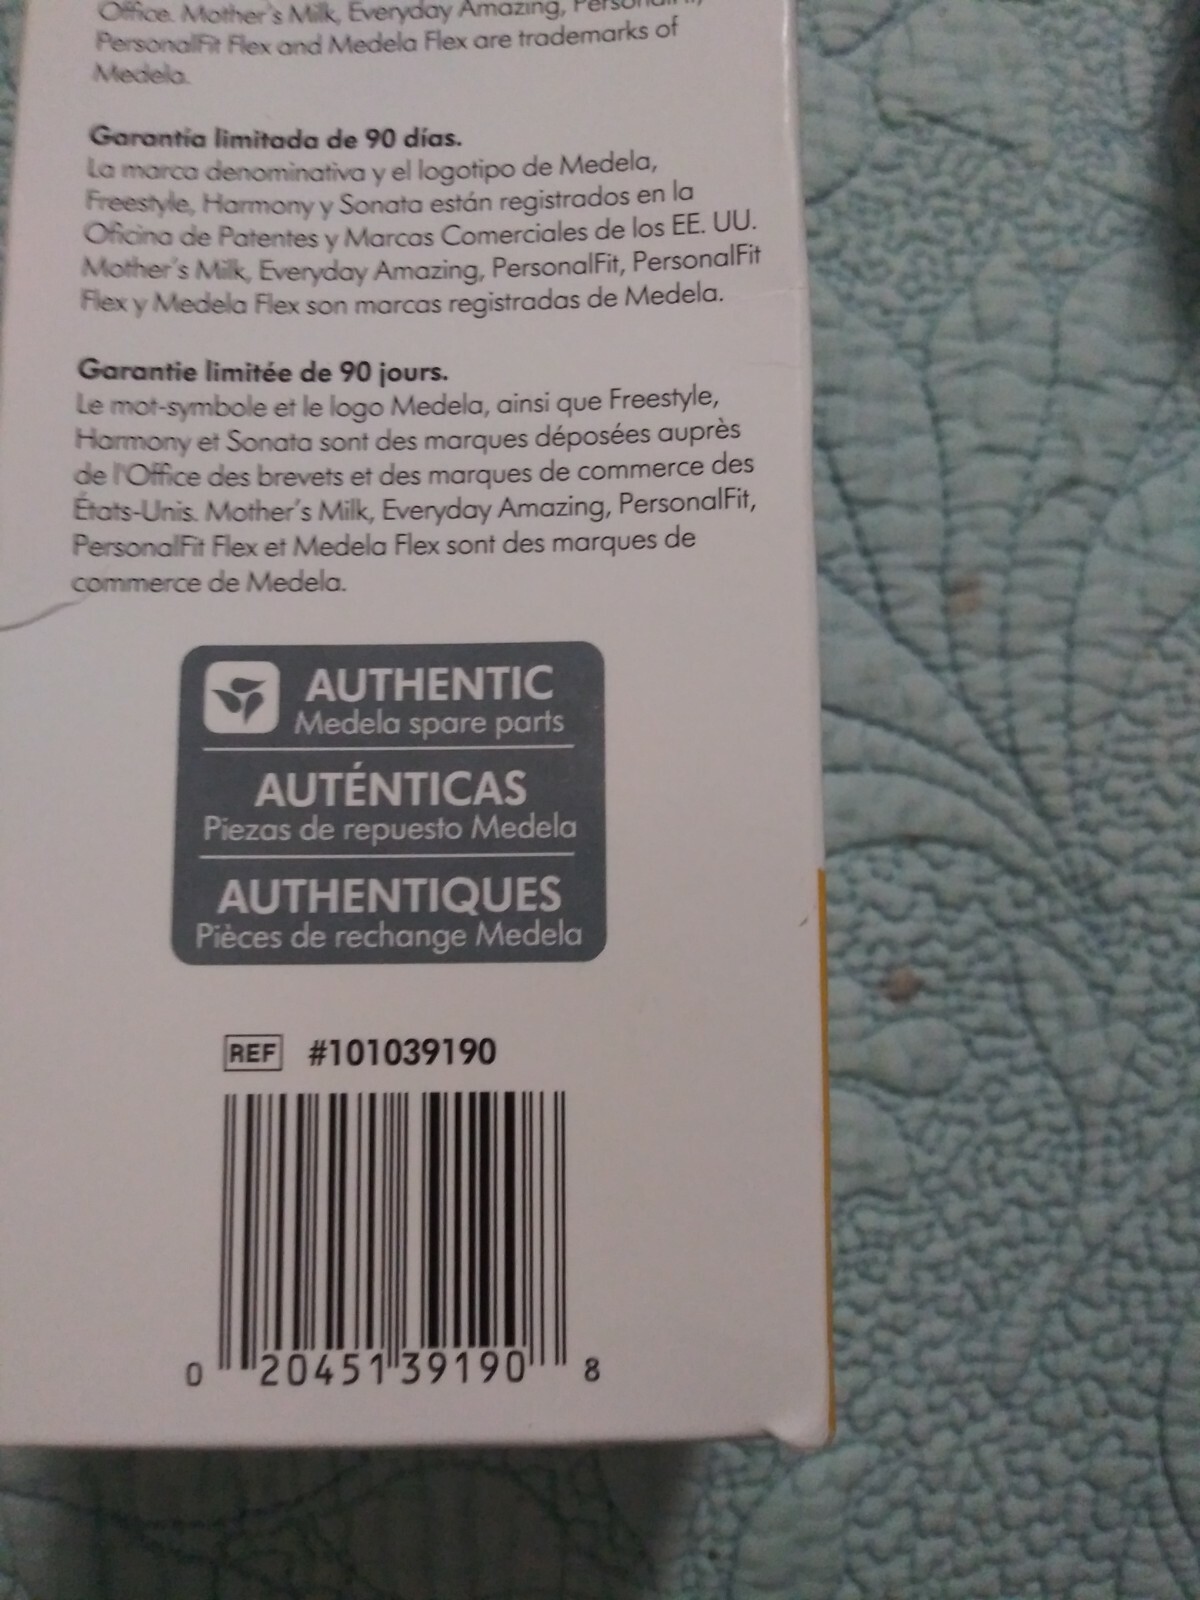 Office. Mother's Milk, Everyday Amazing,
PersonalFit Flex and Medela Flex are trademarks of
Medela.
Garantía limitada de 90 días.
La marca denominativa y el logotipo de Medela,
Freestyle, Harmony y Sonata están registrados en la
Oficina de Patentes y Marcas Comerciales de los EE. UU.
Mother's Milk, Everyday Amazing, PersonalFit, PersonalFit
Flex y Medela Flex son marcas registradas de Medela.
Garantie limitée de 90 jours.
Le mot-symbole et le logo Medela, ainsi que Freestyle,
Harmony et Sonata sont des marques déposées auprès
de l'Office des brevets et des marques de commerce des
États-Unis. Mother's Milk, Everyday Amazing, PersonalFit,
PersonalFit Flex et Medela Flex sont des marques de
commerce de Medela.
AUTHENTIC
Medela spare parts
AUTÉNTICAS
Piezas de repuesto Medela
AUTHENTIQUES
Pièces de rechange Medela
REF #101039190
0 20451 39190 8